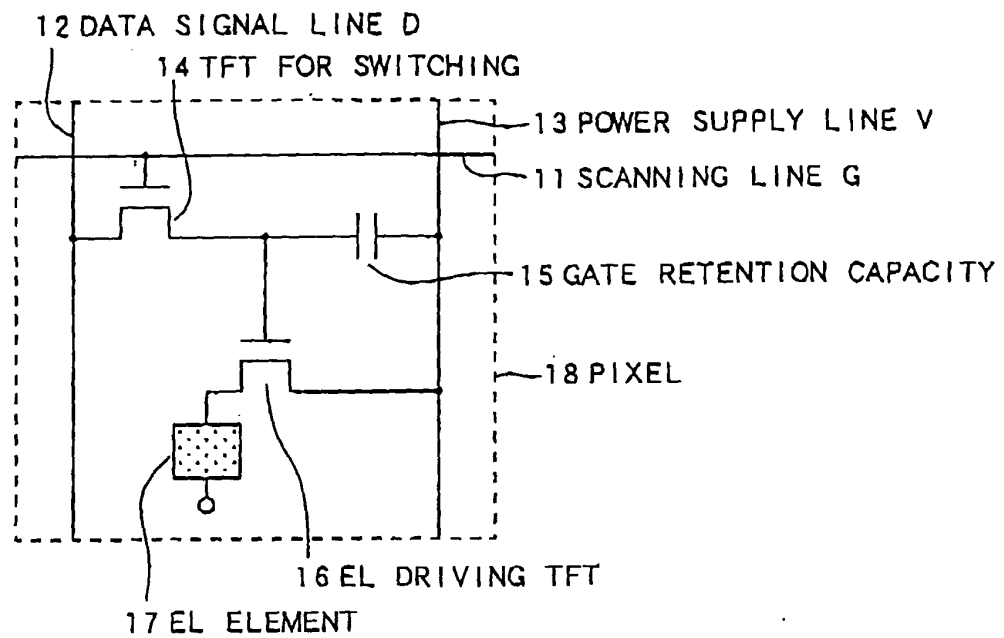 12 DATA SIGNAL LINE D
14 TFT FOR SWITCHING
13 POWER SUPPLY LINE V
11 SCANNING LINE G
15 GATE RETENTION CAPACITY
18 PIXEL
16 EL DRIVING TFT
17 EL ELEMENT